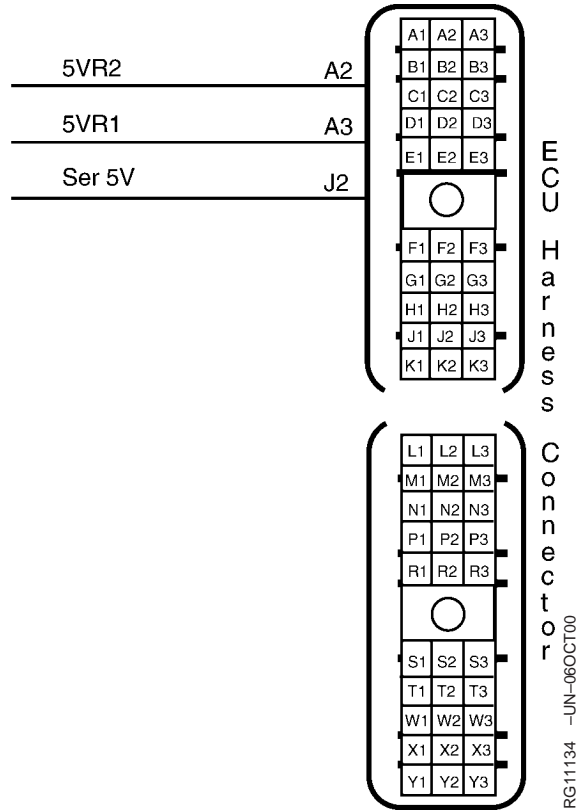 5VR2 A2
5VR1 A3
Ser 5V J2
A1 A2 A3
B1 B2 B3
C1 C2 C3
D1 D2 D3
E1 E2 E3
F1 F2 F3
G1 G2 G3
H1 H2 H3
J1 J2 J3
K1 K2 K3
L1 L2 L3
M1 M2 M3
N1 N2 N3
P1 P2 P3
R1 R2 R3
S1 S2 S3
T1 T2 T3
W1 W2 W3
X1 X2 X3
Y1 Y2 Y3
ECU Harness Connector
RG11134 –UN–06OCT00